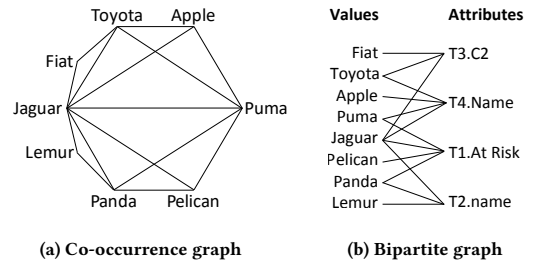 Toyota Apple
Fiat
Jaguar Puma
Lemur
Panda Pelican
(a) Co-occurrence graph
Values Attributes
Fiat T3.C2
Toyota
Apple T4.Name
Puma
Jaguar T1.At Risk
Pelican
Panda
Lemur T2.name
(b) Bipartite graph